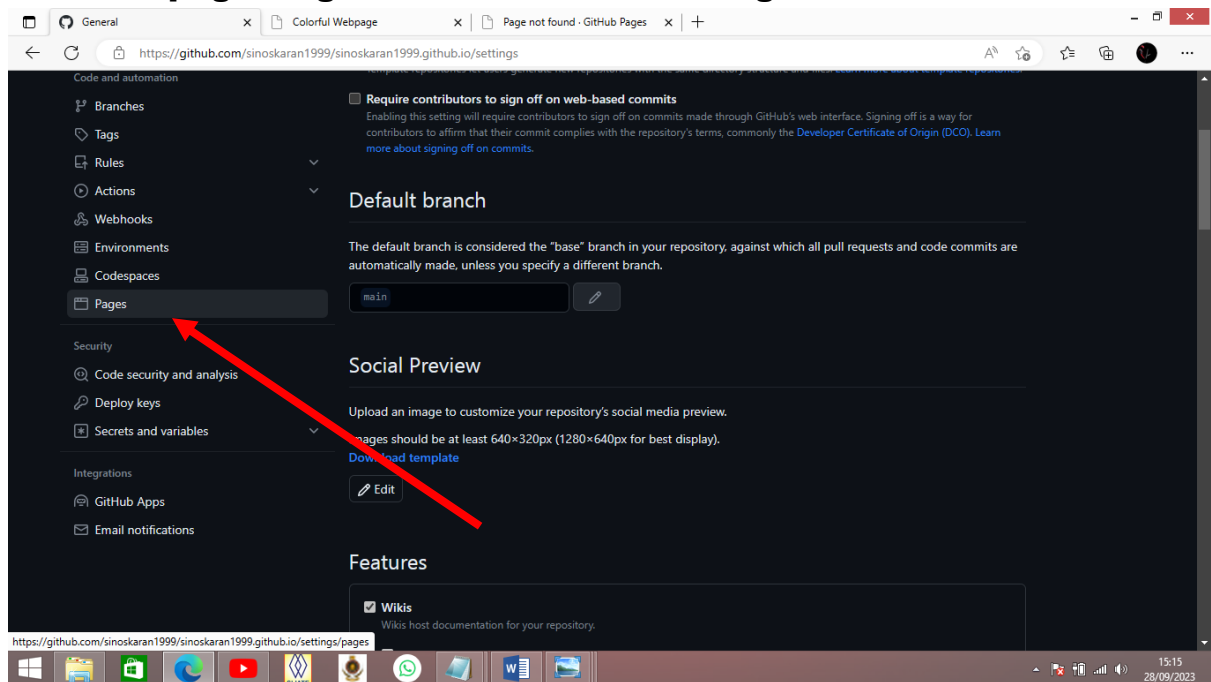 General
Colorful Webpage
Page not found · GitHub Pages
https://github.com/sinoskaran1999/sinoskaran1999.github.io/settings
Code and automation
Branches
Tags
Rules
Actions
Webhooks
Environments
Codespaces
Pages
Security
Code security and analysis
Deploy keys
Secrets and variables
Integrations
GitHub Apps
Email notifications
Require contributors to sign off on web-based commits
Enabling this setting will require contributors to sign off on commits made through GitHub's web interface. Signing off is a way for
contributors to affirm that their commit complies with the repository's terms, commonly the Developer Certificate of Origin (DCO). Learn
more about signing off on commits.
Default branch
The default branch is considered the "base" branch in your repository, against which all pull requests and code commits are
automatically made, unless you specify a different branch.
main
Social Preview
Upload an image to customize your repository's social media preview.
should be at least 640×320px (1280×640px for best display).
template
Edit
Features
Wikis
Wikis host documentation for your repository.
https://github.com/sinoskaran1999/sinoskaran1999.github.io/settings/pages
15:15
28/09/2023